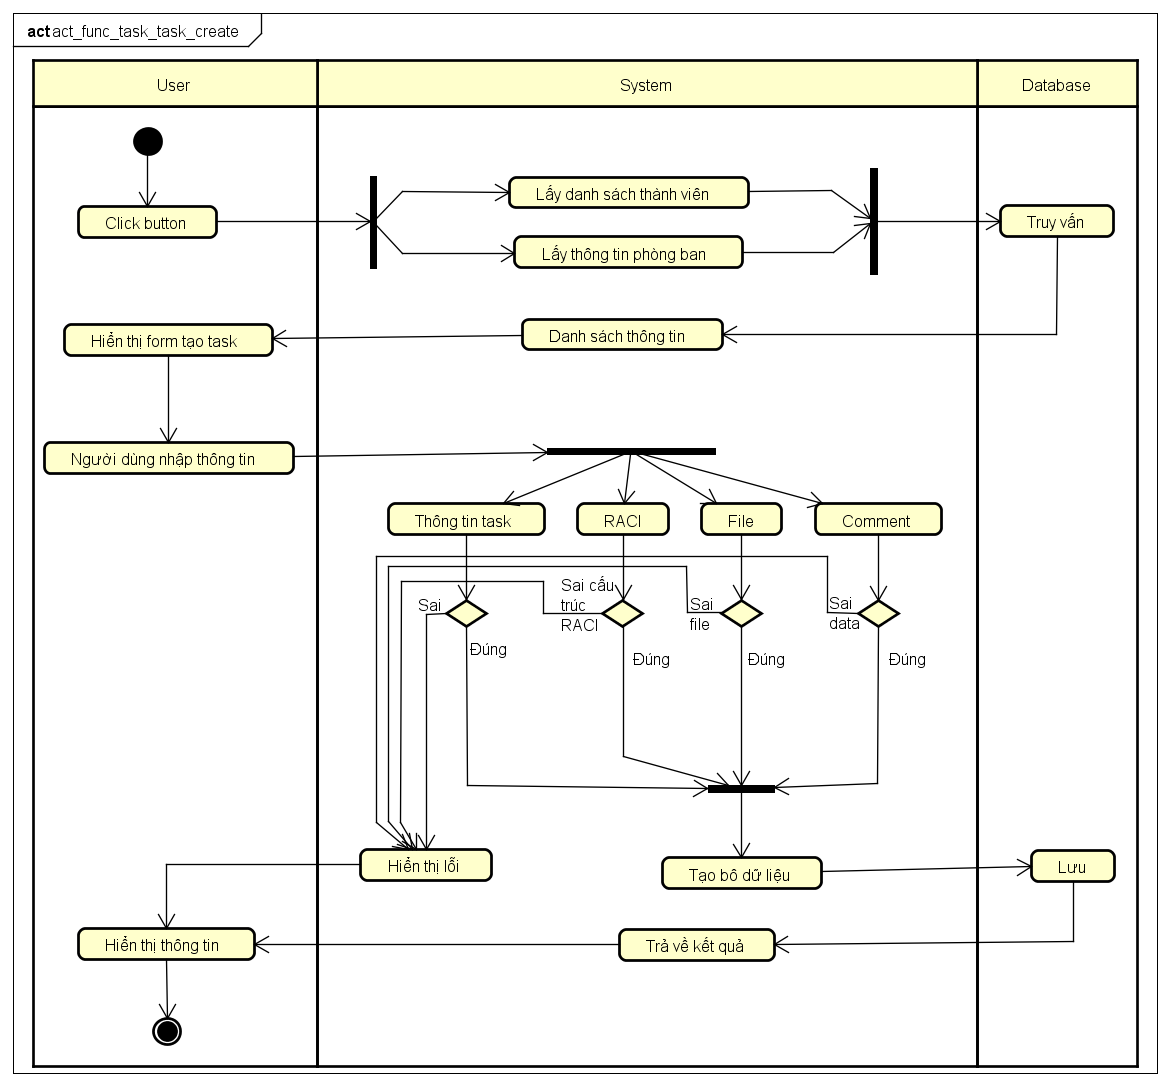 act act_func_task_task_create
User
System
Database
Click button
Lấy danh sách thành viên
Lấy thông tin phòng ban
Truy vấn
Hiển thị form tạo task
Danh sách thông tin
Người dùng nhập thông tin
Thông tin task
RACI
File
Comment
Sai
Sai cấu
trúc
RACI
Sai
file
Sai
data
Đúng
Đúng
Đúng
Đúng
Hiển thị lỗi
Tạo bô dữ liệu
Lưu
Hiển thị thông tin
Trả về kết quả